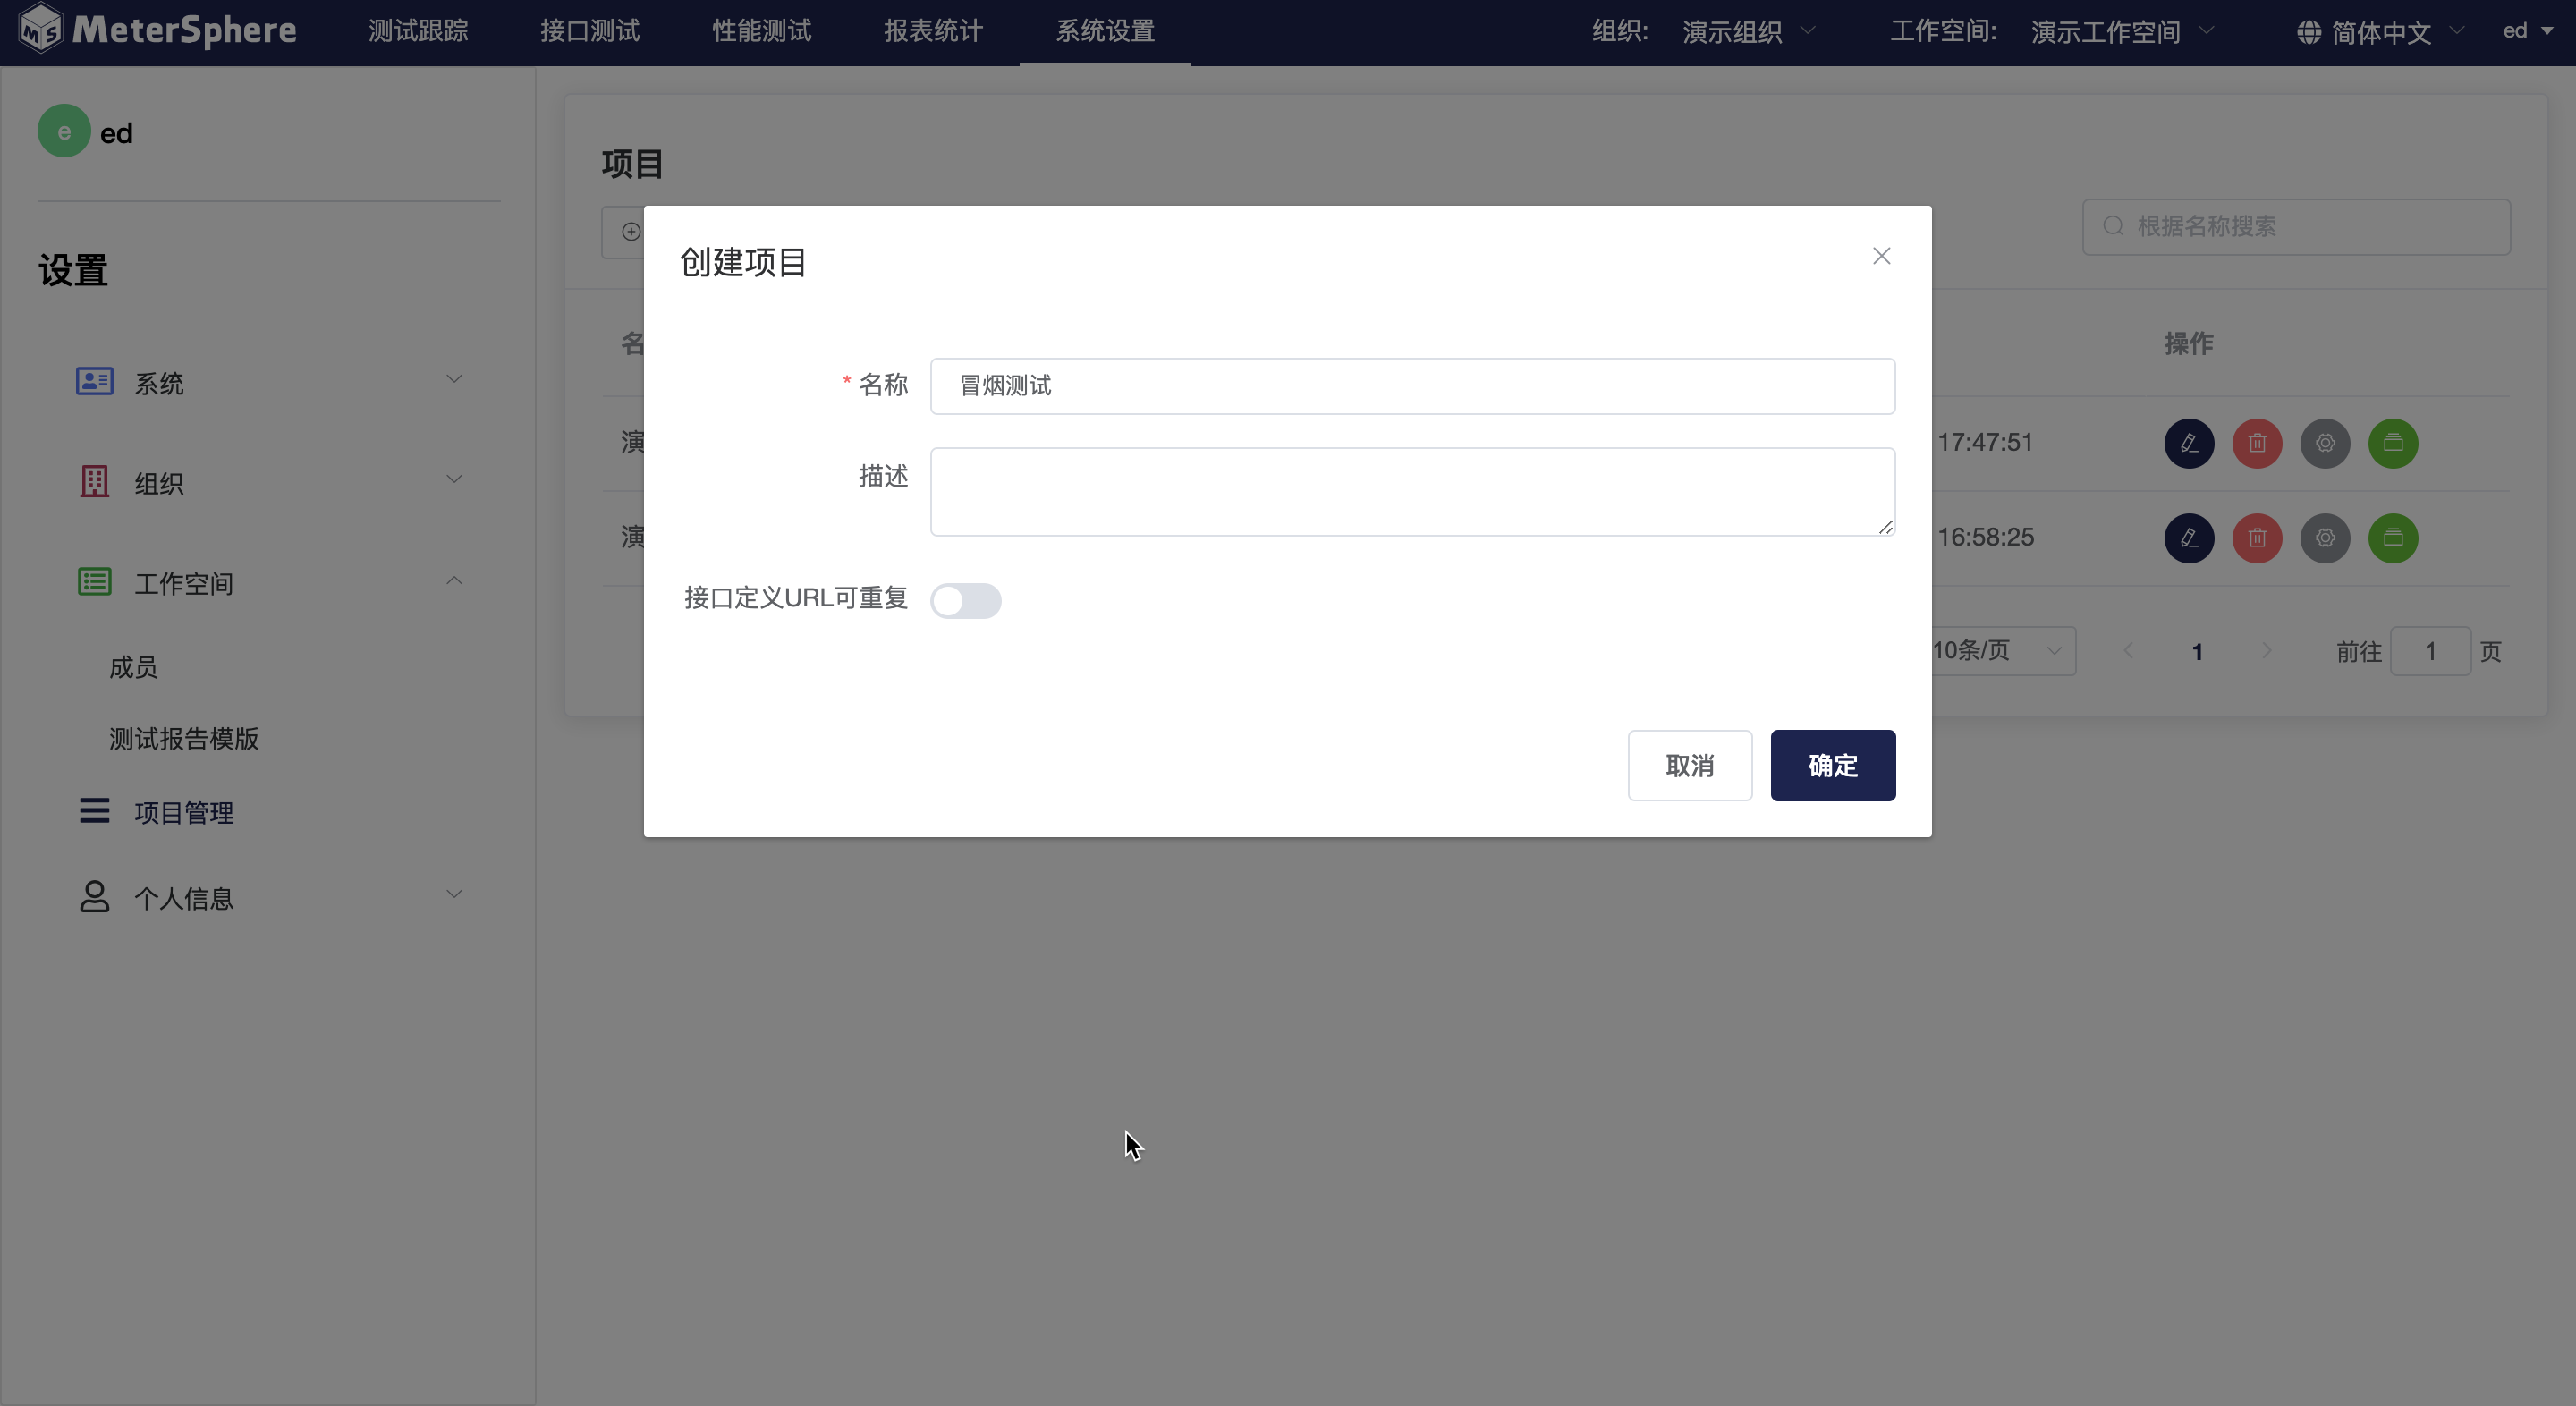 MeterSphere 测试跟踪 接口测试 性能测试 报表统计 系统设置 组织: 演示组织 工作空间: 演示工作空间 简体中文 ed
e ed
设置
系统
组织
工作空间
成员
测试报告模版
项目管理
个人信息
项目
根据名称搜索
操作
17:47:51
16:58:25
10条/页 1 前往 1 页
创建项目
* 名称 冒烟测试
描述
接口定义URL可重复
取消 确定